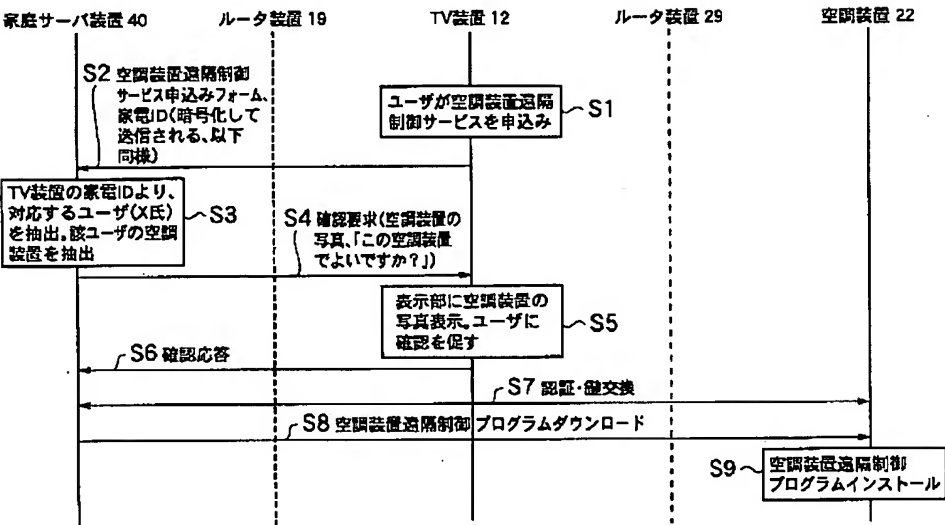 家庭サーバ装置 40
ルータ装置 19
TV装置 12
ルータ装置 29
空調装置 22
S1
ユーザが空調装置遠隔
制御サービスを申込み
S2 空調装置遠隔制御
サービス申込みフォーム、
家電ID(暗号化して
送信される、以下
同様)
S3
TV装置の家電IDより、
対応するユーザ(X氏)
を抽出。該ユーザの空調
装置を抽出
S4 確認要求(空調装置の
写真、「この空調装置
でよいですか?」)
S5
表示部に空調装置の
写真表示。ユーザに
確認を促す
S6 確認応答
S7 認証・鍵交換
S8 空調装置遠隔制御プログラムダウンロード
S9
空調装置遠隔制御
プログラムインストール